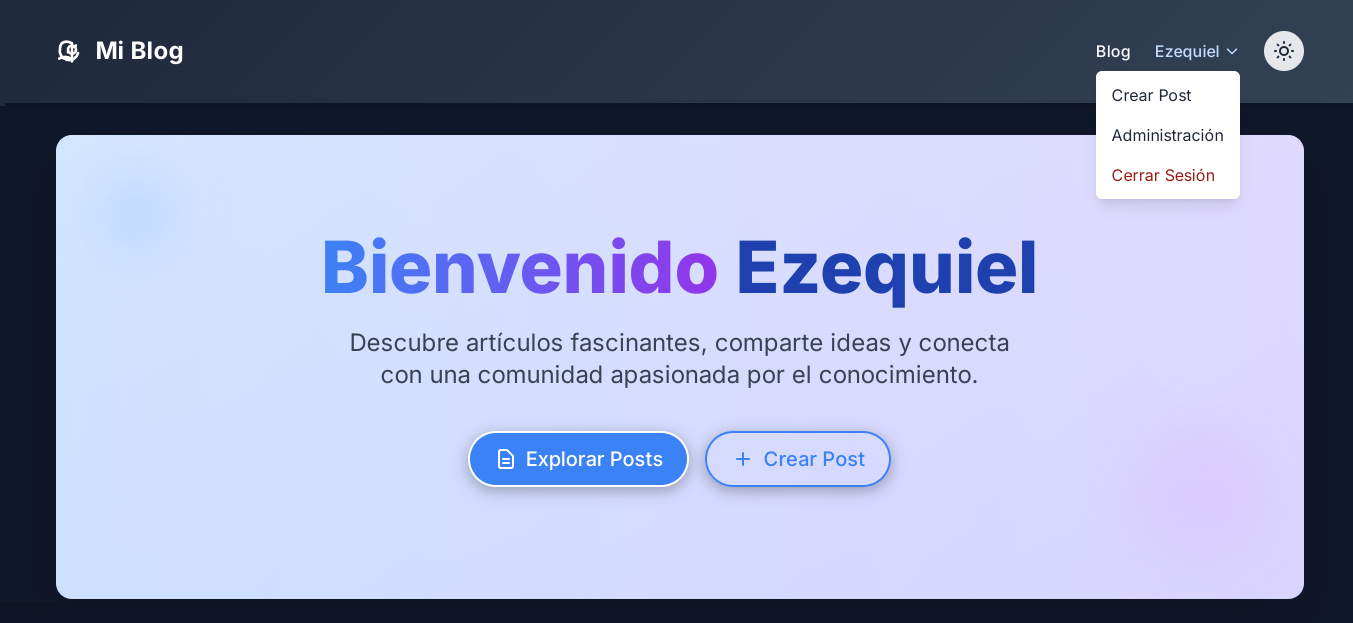 Mi Blog
Blog
Ezequiel
Crear Post
Administración
Cerrar Sesión
Bienvenido Ezequiel
Descubre artículos fascinantes, comparte ideas y conecta
con una comunidad apasionada por el conocimiento.
Explorar Posts
Crear Post